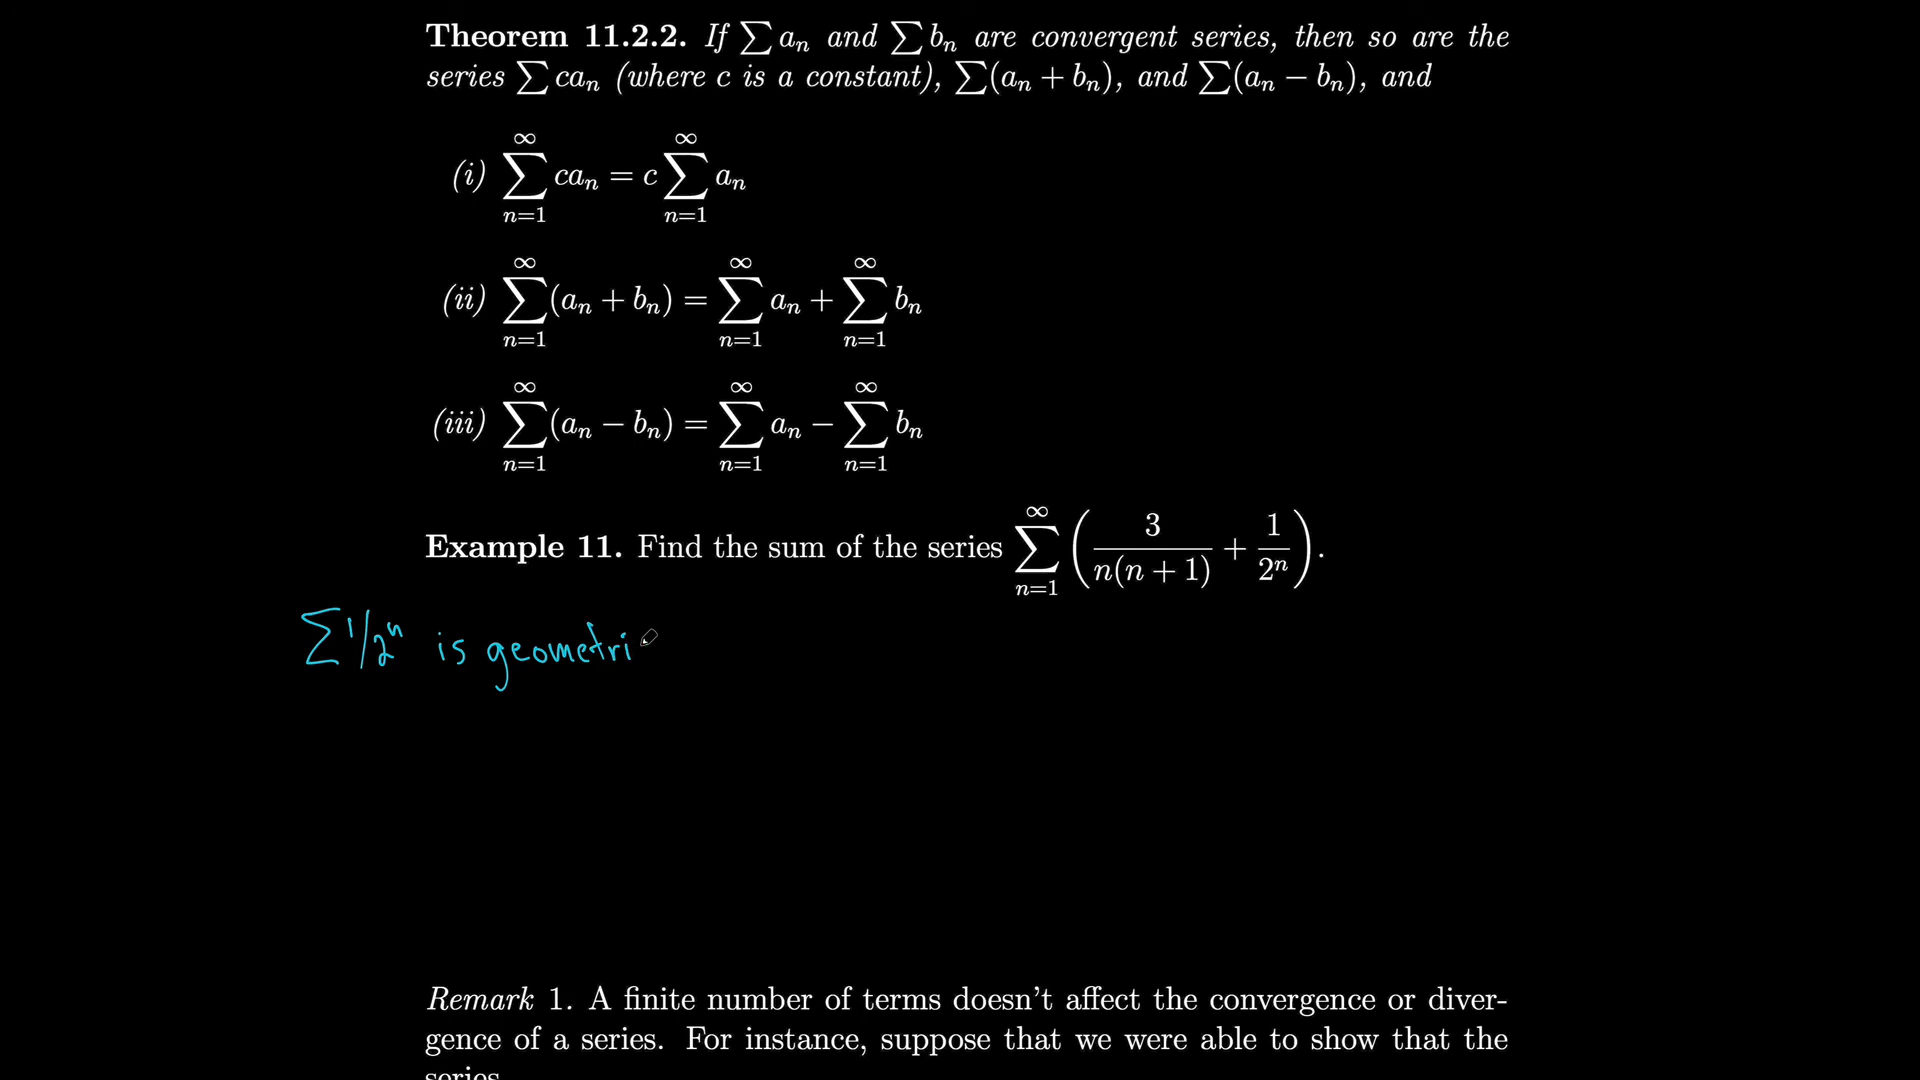 Theorem 11.2.2. If ∑ aₙ and ∑ bₙ are convergent series, then so are the
series ∑ caₙ (where c is a constant), ∑(aₙ + bₙ), and ∑(aₙ − bₙ), and
(i) ∑_{n=1}^{∞} caₙ = c ∑_{n=1}^{∞} aₙ
(ii) ∑_{n=1}^{∞} (aₙ + bₙ) = ∑_{n=1}^{∞} aₙ + ∑_{n=1}^{∞} bₙ
(iii) ∑_{n=1}^{∞} (aₙ − bₙ) = ∑_{n=1}^{∞} aₙ − ∑_{n=1}^{∞} bₙ
Example 11. Find the sum of the series ∑_{n=1}^{∞} (3/(n(n + 1)) + 1/2ⁿ).
∑ 1/2ⁿ is geometri
Remark 1. A finite number of terms doesn't affect the convergence or diver-
gence of a series. For instance, suppose that we were able to show that the
series